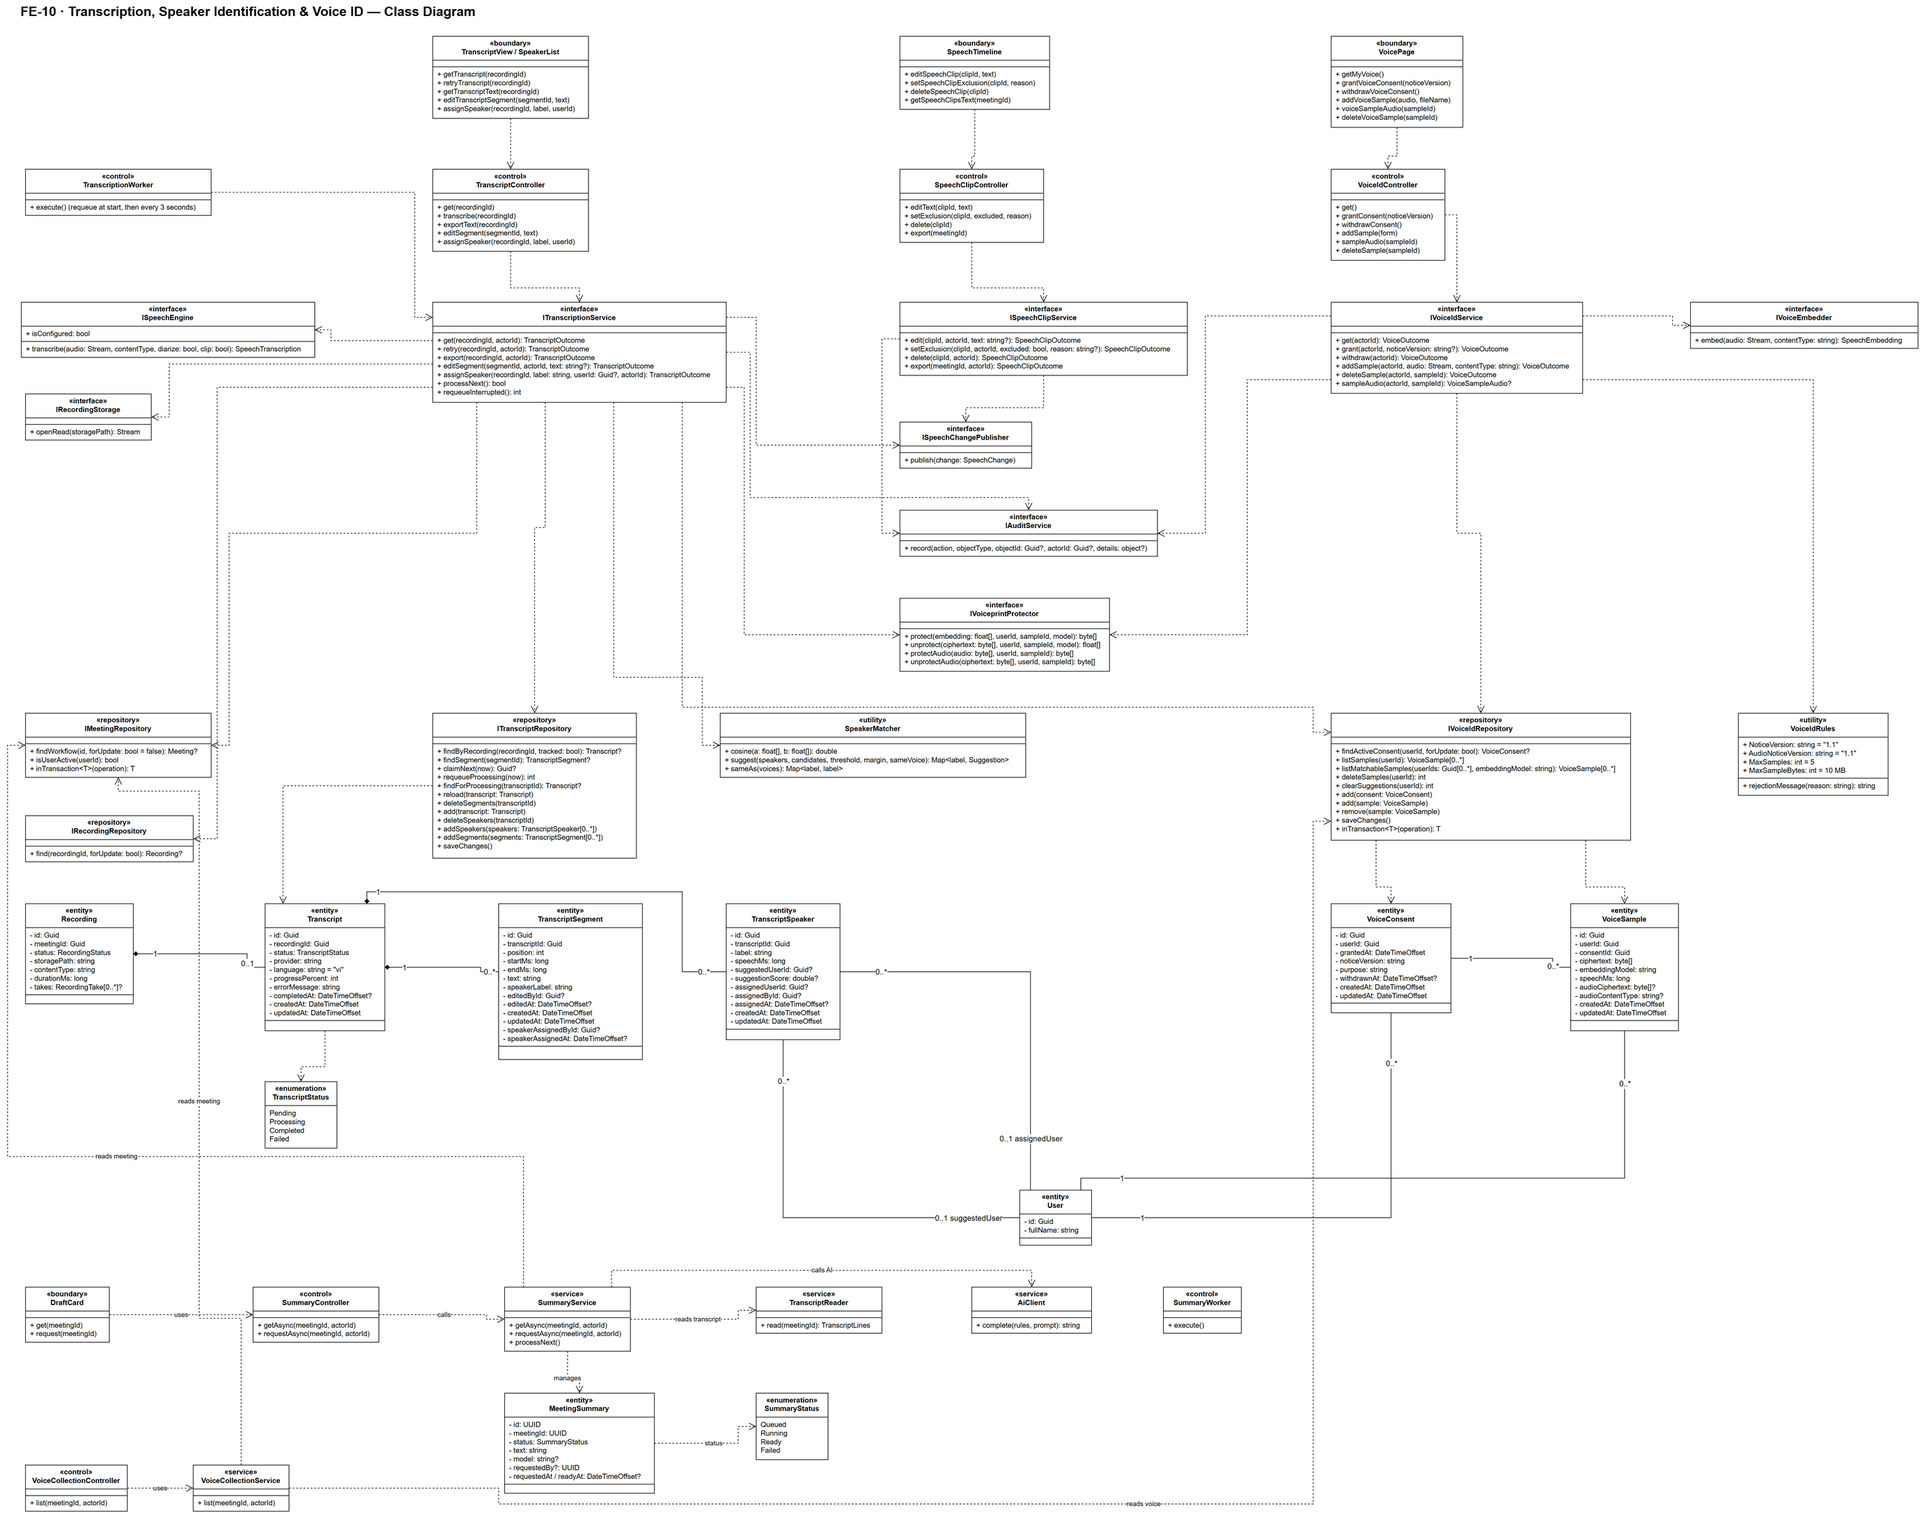 FE-10 · Transcription, Speaker Identification & Voice ID — Class Diagram
«boundary»
TranscriptView / SpeakerList
+ getTranscript(recordingId)
+ retryTranscript(recordingId)
+ getTranscriptText(recordingId)
+ editTranscriptSegment(segmentId, text)
+ assignSpeaker(recordingId, label, userId)
«boundary»
SpeechTimeline
+ editSpeechClip(clipId, text)
+ setSpeechClipExclusion(clipId, reason)
+ deleteSpeechClip(clipId)
+ getSpeechClipsText(meetingId)
«boundary»
VoicePage
+ getMyVoice()
+ grantVoiceConsent(noticeVersion)
+ withdrawVoiceConsent()
+ addVoiceSample(audio, fileName)
+ voiceSampleAudio(sampleId)
+ deleteVoiceSample(sampleId)
«control»
TranscriptionWorker
+ execute() (requeue at start, then every 3 seconds)
«control»
TranscriptController
+ get(recordingId)
+ transcribe(recordingId)
+ exportText(recordingId)
+ editSegment(segmentId, text)
+ assignSpeaker(recordingId, label, userId)
«control»
SpeechClipController
+ editText(clipId, text)
+ setExclusion(clipId, excluded, reason)
+ delete(clipId)
+ export(meetingId)
«control»
VoiceIdController
+ get()
+ grantConsent(noticeVersion)
+ withdrawConsent()
+ addSample(form)
+ sampleAudio(sampleId)
+ deleteSample(sampleId)
«interface»
ISpeechEngine
+ isConfigured: bool
+ transcribe(audio: Stream, contentType, diarize: bool, clip: bool): SpeechTranscription
«interface»
ITranscriptionService
+ get(recordingId, actorId): TranscriptOutcome
+ retry(recordingId, actorId): TranscriptOutcome
+ export(recordingId, actorId): TranscriptOutcome
+ editSegment(segmentId, actorId, text: string?): TranscriptOutcome
+ assignSpeaker(recordingId, label: string, userId: Guid?, actorId): TranscriptOutcome
+ processNext(): bool
+ requeueInterrupted(): int
«interface»
ISpeechClipService
+ edit(clipId, actorId, text: string?): SpeechClipOutcome
+ setExclusion(clipId, actorId, excluded: bool, reason: string?): SpeechClipOutcome
+ delete(clipId, actorId): SpeechClipOutcome
+ export(meetingId, actorId): SpeechClipOutcome
«interface»
IVoiceIdService
+ get(actorId): VoiceOutcome
+ grant(actorId, noticeVersion: string?): VoiceOutcome
+ withdraw(actorId): VoiceOutcome
+ addSample(actorId, audio: Stream, contentType: string): VoiceOutcome
+ deleteSample(actorId, sampleId): VoiceOutcome
+ sampleAudio(actorId, sampleId): VoiceSampleAudio?
«interface»
IVoiceEmbedder
+ embed(audio: Stream, contentType: string): SpeechEmbedding
«interface»
IRecordingStorage
+ openRead(storagePath): Stream
«interface»
ISpeechChangePublisher
+ publish(change: SpeechChange)
«interface»
IAuditService
+ record(action, objectType, objectId: Guid?, actorId: Guid?, details: object?)
«interface»
IVoiceprintProtector
+ protect(embedding: float[], userId, sampleId, model): byte[]
+ unprotect(ciphertext: byte[], userId, sampleId, model): float[]
+ protectAudio(audio: byte[], userId, sampleId): byte[]
+ unprotectAudio(ciphertext: byte[], userId, sampleId): byte[]
«repository»
IMeetingRepository
+ findWorkflow(id, forUpdate: bool = false): Meeting?
+ isUserActive(userId): bool
+ inTransaction<T>(operation): T
«repository»
ITranscriptRepository
+ findByRecording(recordingId, tracked: bool): Transcript?
+ findSegment(segmentId): TranscriptSegment?
+ claimNext(now): Guid?
+ requeueProcessing(now): int
+ findForProcessing(transcriptId): Transcript?
+ reload(transcript: Transcript)
+ deleteSegments(transcriptId)
+ add(transcript: Transcript)
+ deleteSpeakers(transcriptId)
+ addSpeakers(speakers: TranscriptSpeaker[0..*])
+ addSegments(segments: TranscriptSegment[0..*])
+ saveChanges()
«utility»
SpeakerMatcher
+ cosine(a: float[], b: float[]): double
+ suggest(speakers, candidates, threshold, margin, sameVoice): Map<label, Suggestion>
+ sameAs(voices): Map<label, label>
«repository»
IVoiceIdRepository
+ findActiveConsent(userId, forUpdate: bool): VoiceConsent?
+ listSamples(userId): VoiceSample[0..*]
+ listMatchableSamples(userIds: Guid[0..*], embeddingModel: string): VoiceSample[0..*]
+ deleteSamples(userId): int
+ clearSuggestions(userId): int
+ add(consent: VoiceConsent)
+ add(sample: VoiceSample)
+ remove(sample: VoiceSample)
+ saveChanges()
+ inTransaction<T>(operation): T
«utility»
VoiceIdRules
+ NoticeVersion: string = "1.1"
+ AudioNoticeVersion: string = "1.1"
+ MaxSamples: int = 5
+ MaxSampleBytes: int = 10 MB
+ rejectionMessage(reason: string): string
«repository»
IRecordingRepository
+ find(recordingId, forUpdate: bool): Recording?
«entity»
Recording
- id: Guid
- meetingId: Guid
- status: RecordingStatus
- storagePath: string
- contentType: string
- durationMs: long
- takes: RecordingTake[0..*]?
1
0..1
«entity»
Transcript
- id: Guid
- recordingId: Guid
- status: TranscriptStatus
- provider: string
- language: string = "vi"
- progressPercent: int
- errorMessage: string
- completedAt: DateTimeOffset?
- createdAt: DateTimeOffset
- updatedAt: DateTimeOffset
1
1
0..*
«entity»
TranscriptSegment
- id: Guid
- transcriptId: Guid
- position: int
- startMs: long
- endMs: long
- text: string
- speakerLabel: string
- editedById: Guid?
- editedAt: DateTimeOffset?
- createdAt: DateTimeOffset
- updatedAt: DateTimeOffset
- speakerAssignedById: Guid?
- speakerAssignedAt: DateTimeOffset?
0..*
«entity»
TranscriptSpeaker
- id: Guid
- transcriptId: Guid
- label: string
- speechMs: long
- suggestedUserId: Guid?
- suggestionScore: double?
- assignedUserId: Guid?
- assignedById: Guid?
- assignedAt: DateTimeOffset?
- createdAt: DateTimeOffset
- updatedAt: DateTimeOffset
0..*
«entity»
VoiceConsent
- id: Guid
- userId: Guid
- grantedAt: DateTimeOffset
- noticeVersion: string
- purpose: string
- withdrawnAt: DateTimeOffset?
- createdAt: DateTimeOffset
- updatedAt: DateTimeOffset
1
0..*
«entity»
VoiceSample
- id: Guid
- userId: Guid
- consentId: Guid
- ciphertext: byte[]
- embeddingModel: string
- speechMs: long
- audioCiphertext: byte[]?
- audioContentType: string?
- createdAt: DateTimeOffset
- updatedAt: DateTimeOffset
«enumeration»
TranscriptStatus
Pending
Processing
Completed
Failed
0..*
0..*
0..*
reads meeting
0..1 assignedUser
reads meeting
1
«entity»
User
- id: Guid
- fullName: string
0..1 suggestedUser
1
calls AI
«boundary»
DraftCard
+ get(meetingId)
+ request(meetingId)
uses
«control»
SummaryController
+ getAsync(meetingId, actorId)
+ requestAsync(meetingId, actorId)
calls
«service»
SummaryService
+ getAsync(meetingId, actorId)
+ requestAsync(meetingId, actorId)
+ processNext()
reads transcript
«service»
TranscriptReader
+ read(meetingId): TranscriptLines
«service»
AiClient
+ complete(rules, prompt): string
«control»
SummaryWorker
+ execute()
manages
«entity»
MeetingSummary
- id: UUID
- meetingId: UUID
- status: SummaryStatus
- text: string
- model: string?
- requestedBy?: UUID
- requestedAt / readyAt: DateTimeOffset?
status
«enumeration»
SummaryStatus
Queued
Running
Ready
Failed
«control»
VoiceCollectionController
+ list(meetingId, actorId)
uses
«service»
VoiceCollectionService
+ list(meetingId, actorId)
reads voice